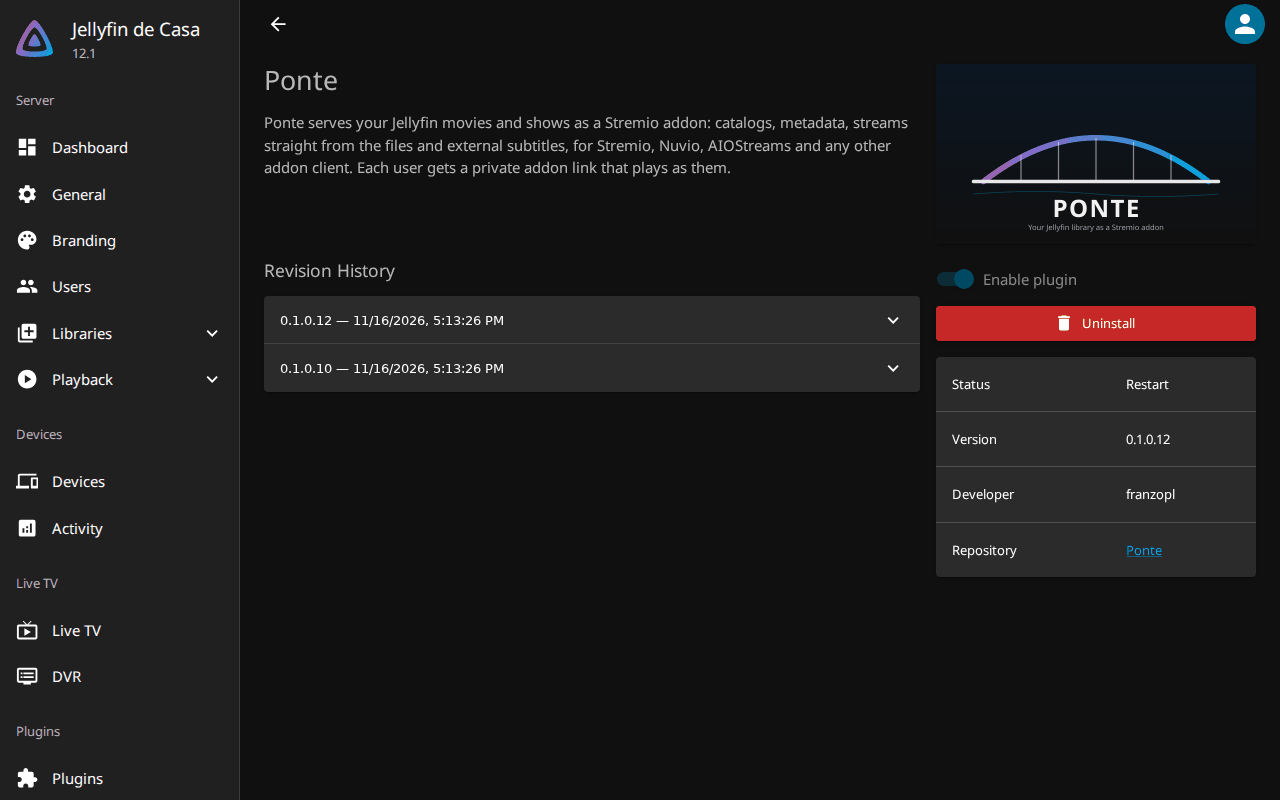 Jellyfin de Casa
12.1
Server
Dashboard
General
Branding
Users
Libraries
Playback
Devices
Devices
Activity
Live TV
Live TV
DVR
Plugins
Plugins
Ponte
Ponte serves your Jellyfin movies and shows as a Stremio addon: catalogs, metadata, streams
straight from the files and external subtitles, for Stremio, Nuvio, AIOStreams and any other
addon client. Each user gets a private addon link that plays as them.
Revision History
0.1.0.12 — 11/16/2026, 5:13:26 PM
0.1.0.10 — 11/16/2026, 5:13:26 PM
PONTE
Your Jellyfin library as a Stremio addon
Enable plugin
Uninstall
Status Restart
Version 0.1.0.12
Developer franzopl
Repository Ponte